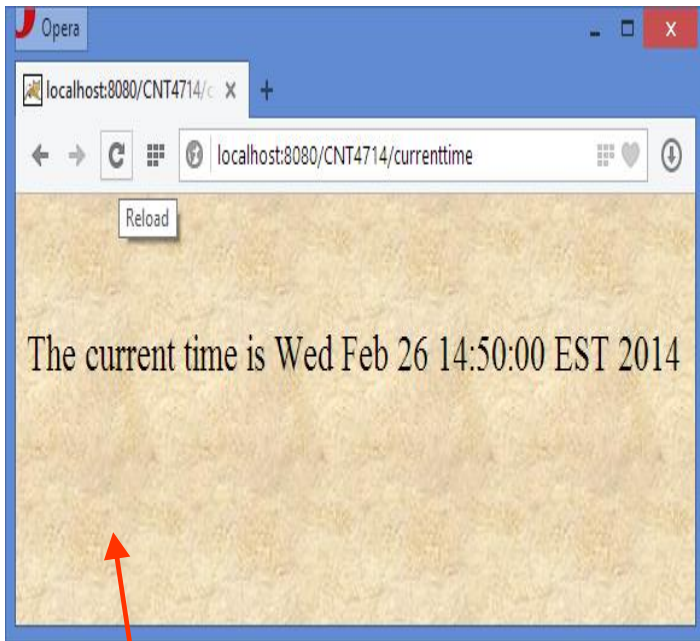 Opera
localhost:8080/CNT4714/c
localhost:8080/CNT4714/currenttime
Reload
The current time is Wed Feb 26 14:50:00 EST 2014